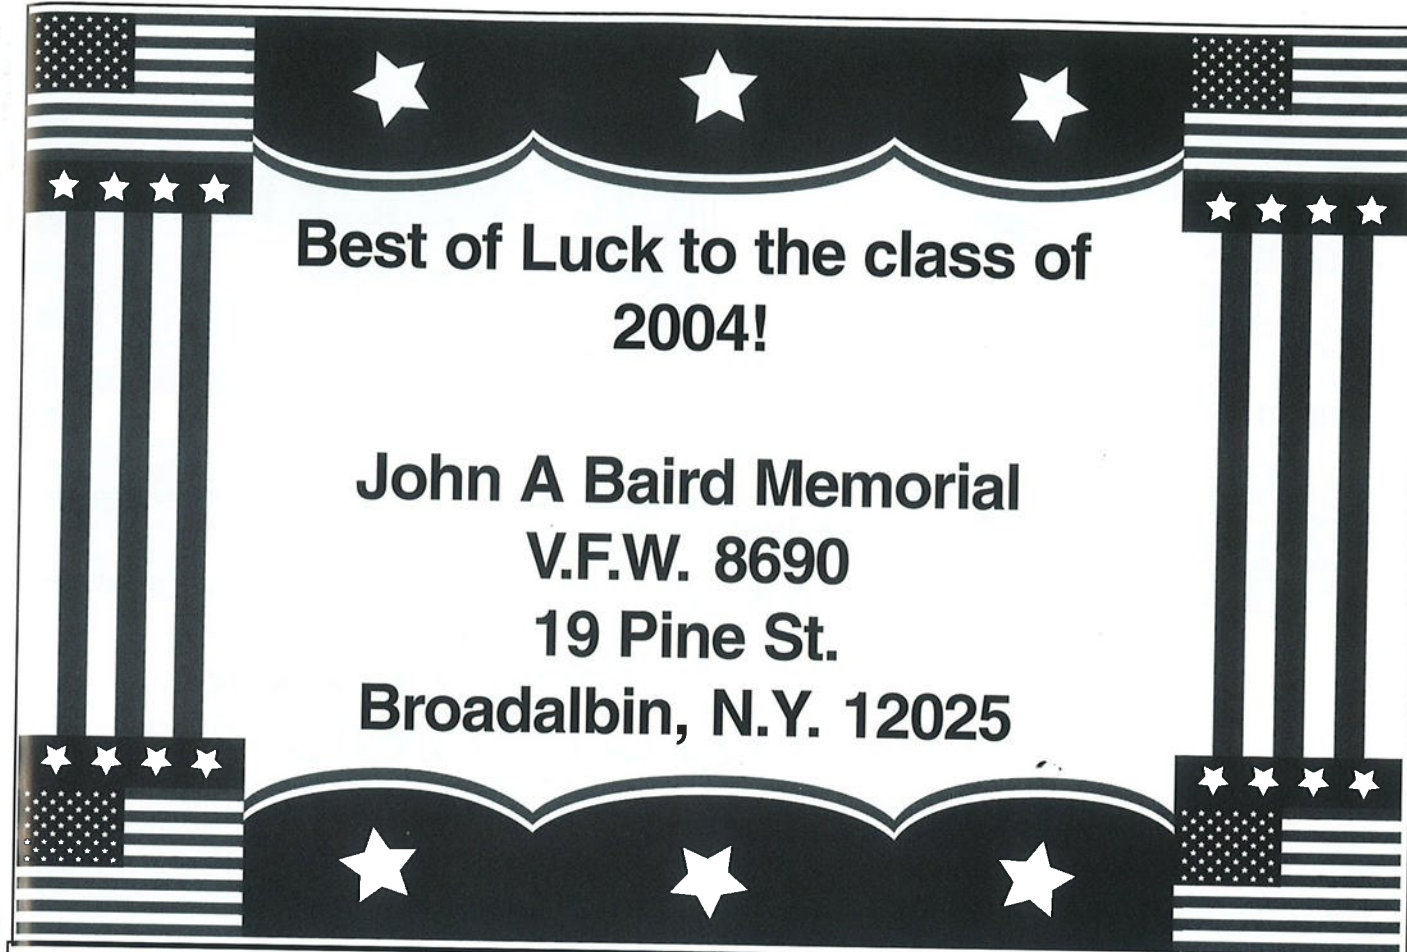 Best of Luck to the class of
2004!
John A Baird Memorial
V.F.W. 8690
19 Pine St.
Broadalbin, N.Y. 12025